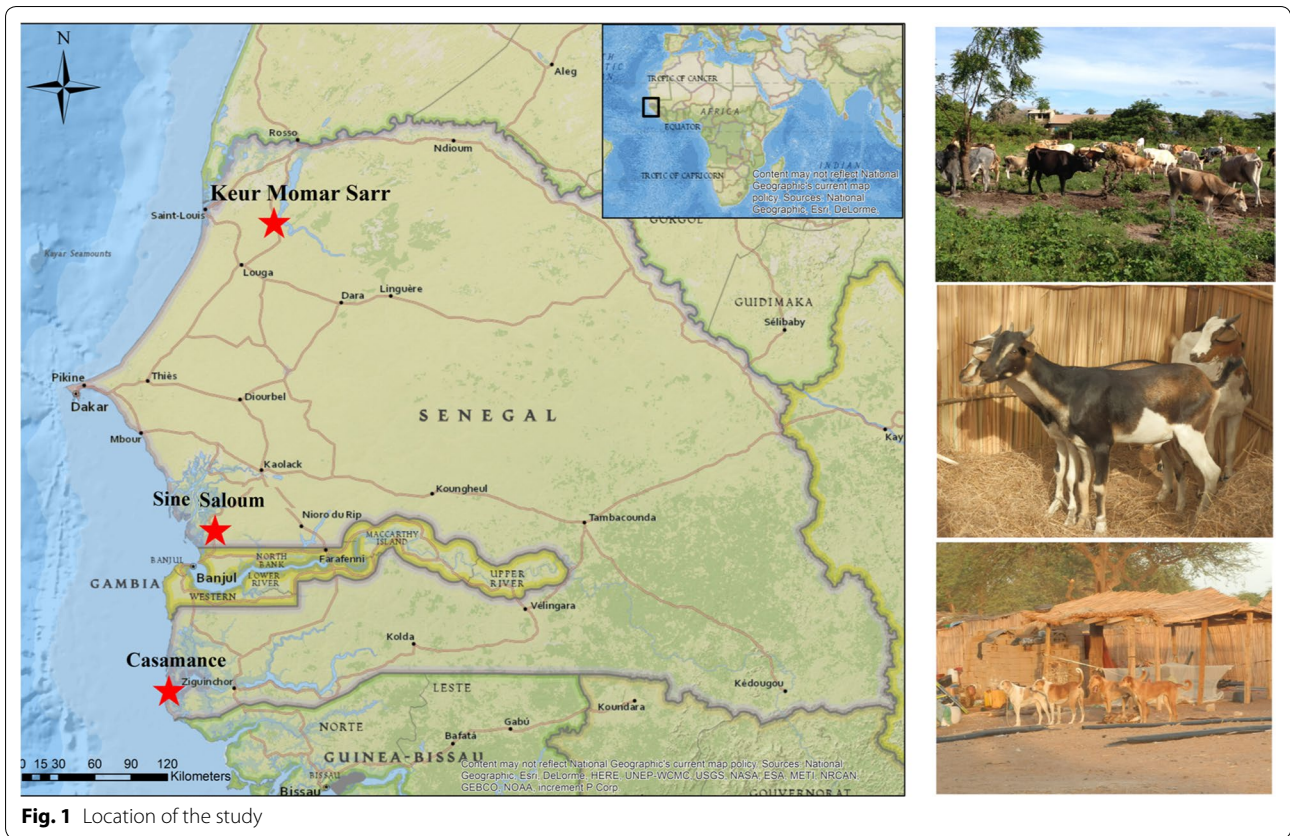 N
Aleg
Rosso
Ndioum
Keur Momar Sarr
Saint-Louis
Kayar Seamounts
Louga
Dara
Linguère
GUIDIMAKA
Sélibaby
Pikine
Thiès
Dakar
Diourbel
SENEGAL
Mbour
Kaolack
Kay
Koungheul
Sine Saloum
Nioro du Rip
Tambacounda
BANJUL
NORTH
BANK
Farafenni
MACCARTHY
ISLAND
GAMBIA
Banjul
LOWER
RIVER
UPPER
RIVER
WESTERN
Vélingara
Kolda
Casamance
Ziguinchor
Kédougou
LESTE
Koundara
NORTE
Gabú
Bafatá
GUINEA-BISSAU
BISSAU
Bissau
GOUVERNORAT
0 15 30 60 90 120
Kilometers
Content may not reflect National Geographic's current map policy. Sources: National
Geographic, Esri, DeLorme, HERE, UNEP-WCMC, USGS, NASA, ESA, METI, NRCAN,
GEBCO, NOAA, increment P Corp.
TROPIC OF CANCER
AFRICA
EQUATOR
INDIAN
TROPIC OF CAPRICORN
Content may not reflect National
Geographic's current map
policy. Sources: National
Geographic, Esri, DeLorme,
GORGOL
Fig. 1 Location of the study